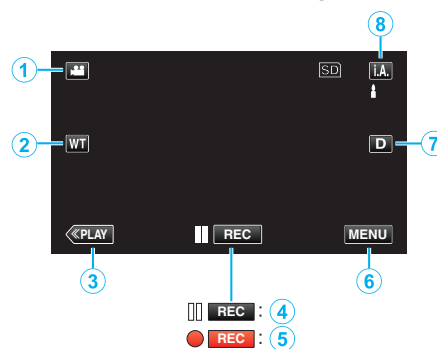 8
1 SD i.A.
2 WT D 7
≪PLAY REC MENU
3 6
REC : 4
REC : 5